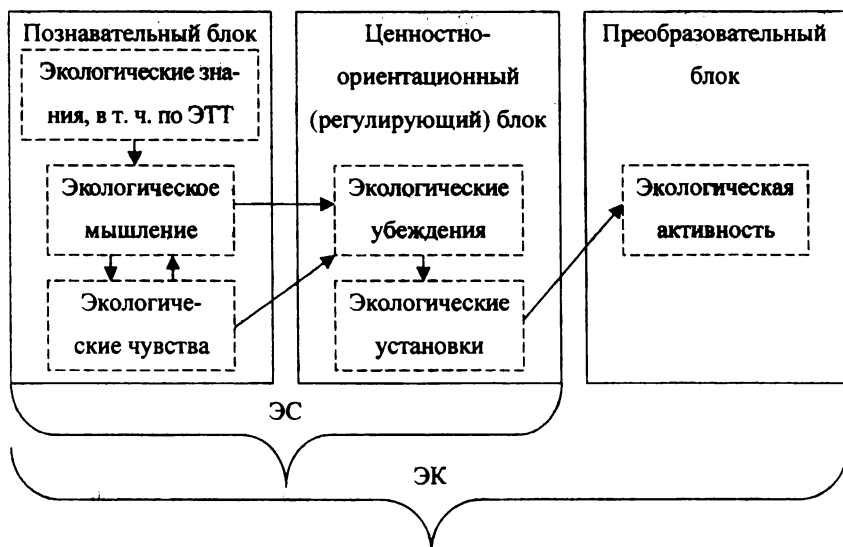 Познавательный блок
Экологические зна-
ния, в т. ч. по ЭТТ
Экологическое
мышление
Экологиче-
ские чувства
Ценностно-
ориентационный
(регулирующий) блок
Экологические
убеждения
Экологические
установки
Преобразовательный
блок
Экологическая
активность
ЭС
ЭК